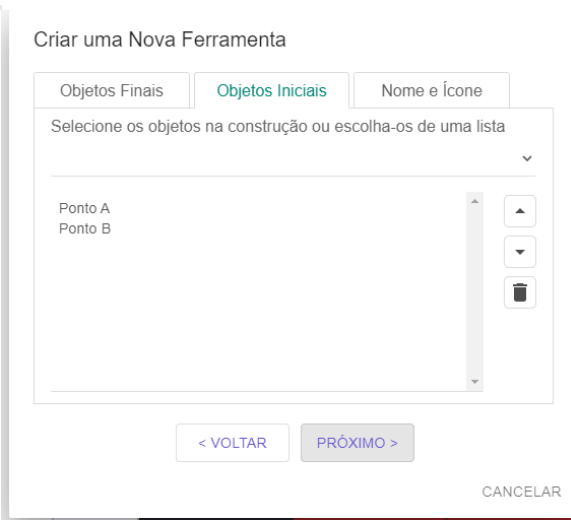 Criar uma Nova Ferramenta
Objetos Finais
Objetos Iniciais
Nome e Ícone
Selecione os objetos na construção ou escolha-os de uma lista
Ponto A
Ponto B
< VOLTAR
PRÓXIMO >
CANCELAR